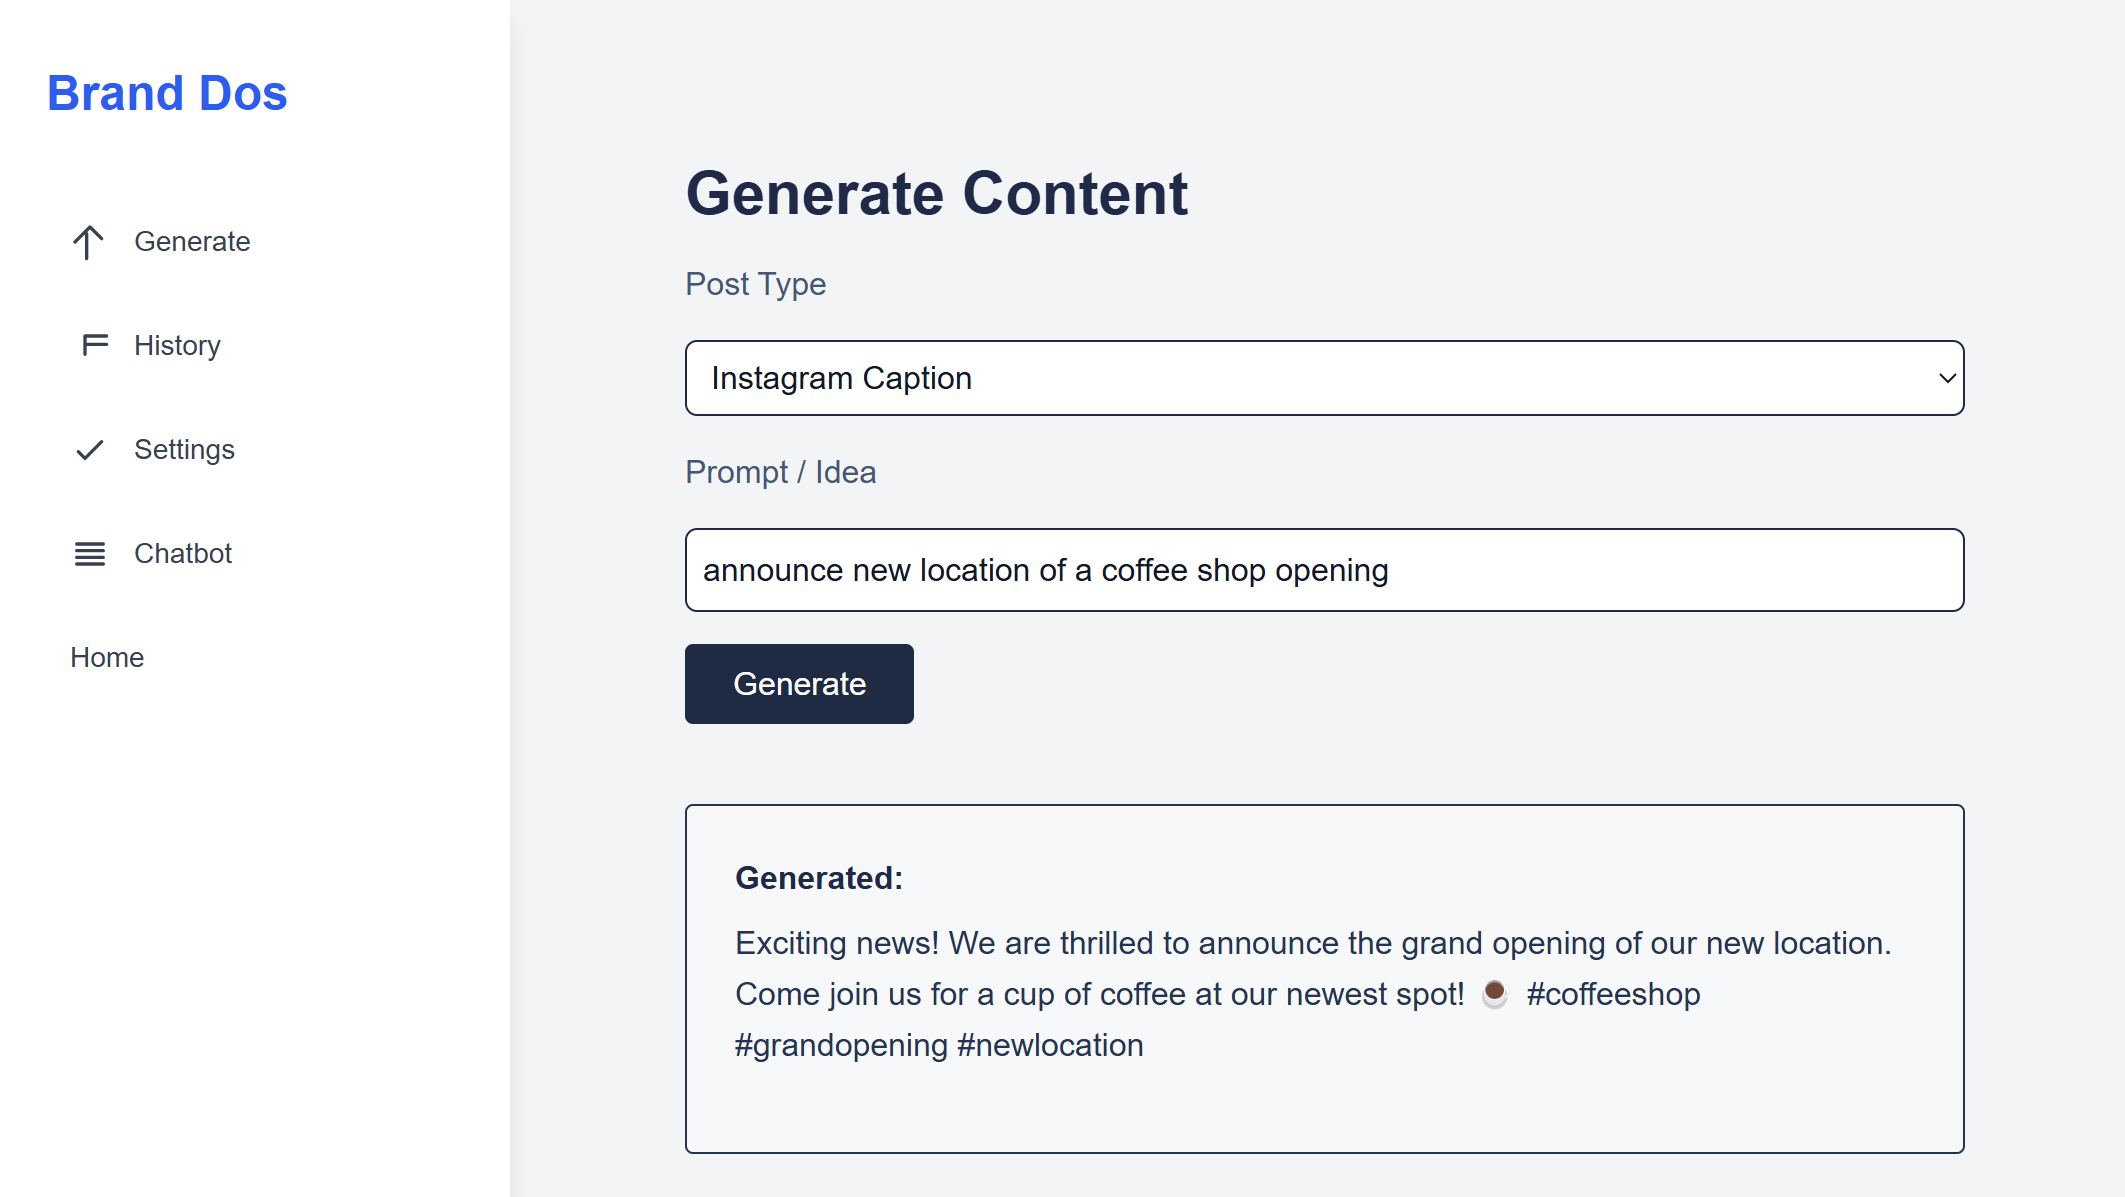 Brand Dos
Generate
History
Settings
Chatbot
Home
Generate Content
Post Type
Instagram Caption
Prompt / Idea
announce new location of a coffee shop opening
Generate
Generated:
Exciting news! We are thrilled to announce the grand opening of our new location.
Come join us for a cup of coffee at our newest spot! ☕ #coffeeshop
#grandopening #newlocation